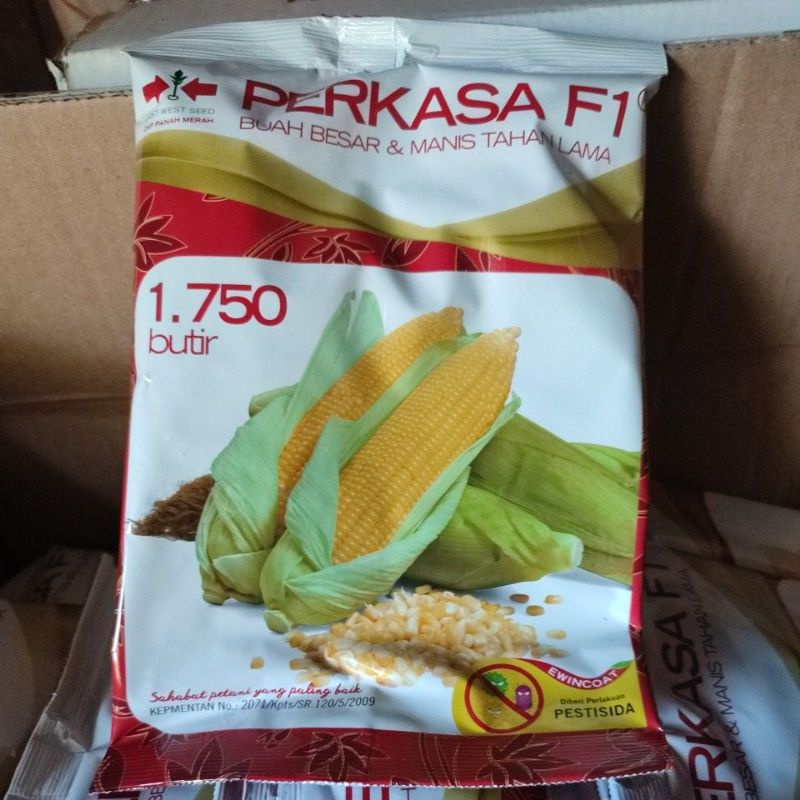 EAST WEST SEED
CAP PANAH MERAH
PERKASA F1
BUAH BESAR & MANIS TAHAN LAMA
1.750
butir
Sahabat petani yang paling baik
KEPMENTAN No.: 2071/Kpts/SR.120/5/2009
EWINCOAT
Diberi Perlakuan
PESTISIDA
ERKASA F1
BESAR & MANIS TAHAN LAMA